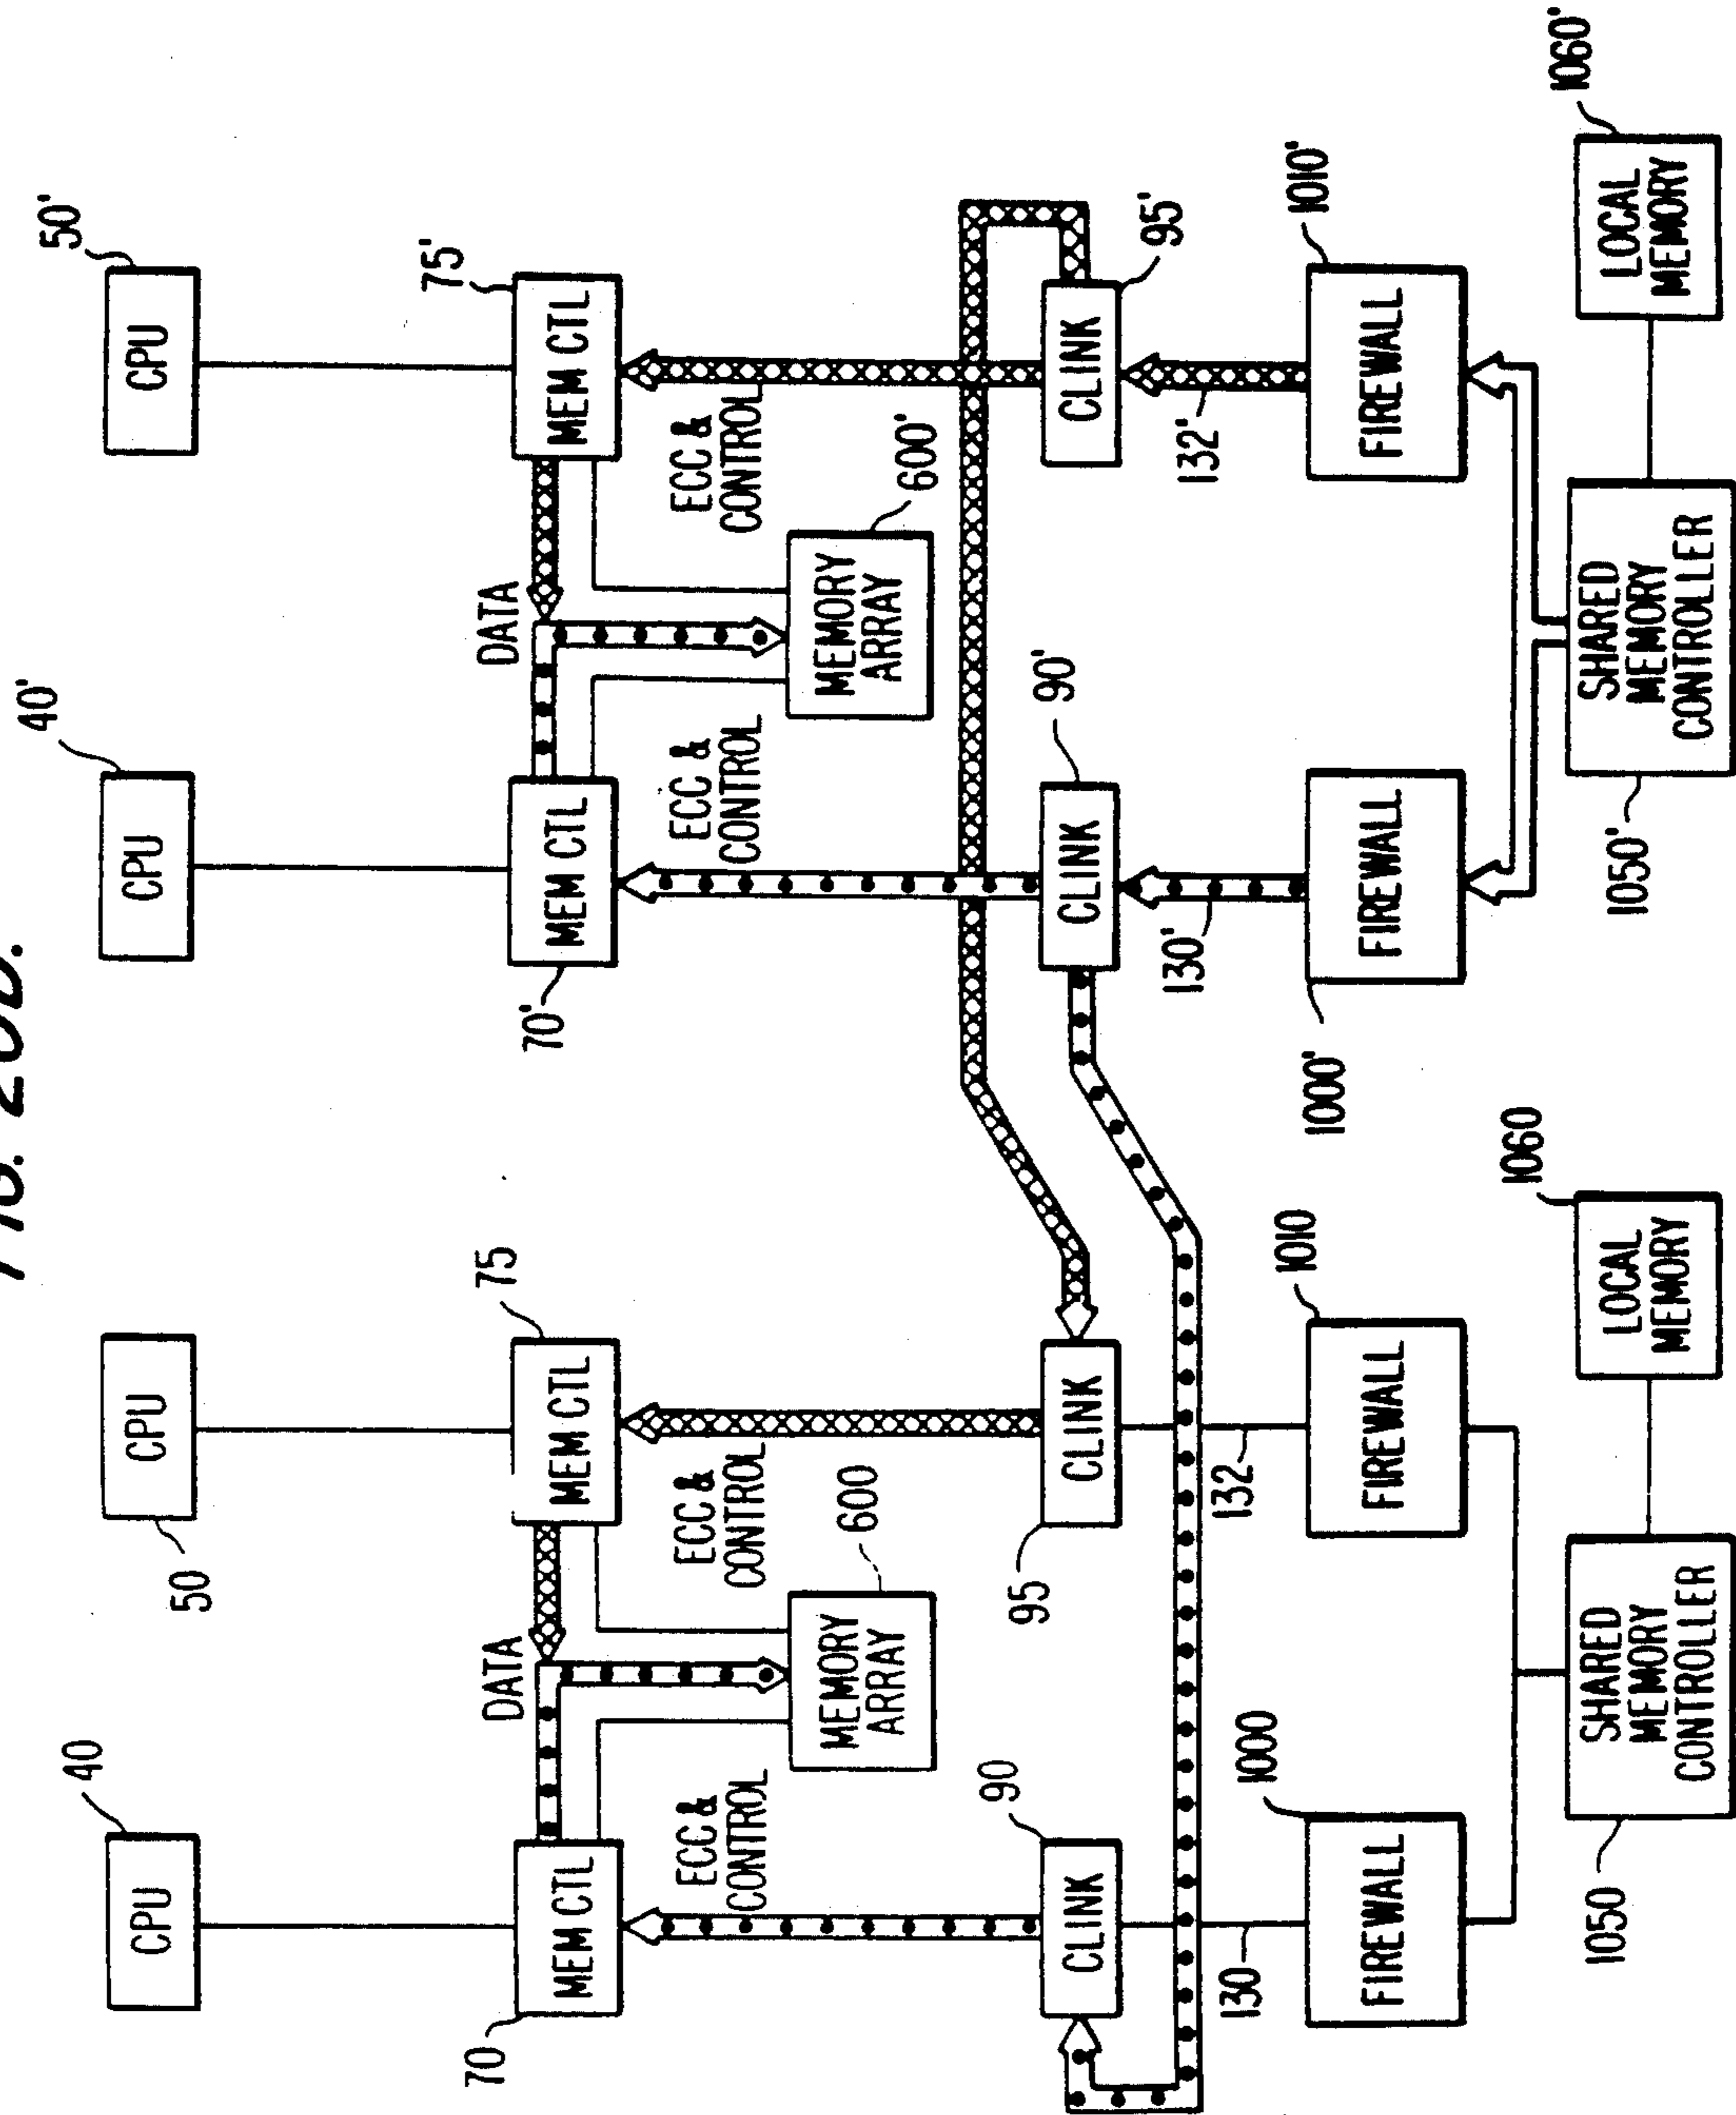 FIG.
40
CPU
50
CPU
40'
CPU
50'
CPU
70
MEM CTL
DATA
75
MEM CTL
70'
MEM CTL
DATA
75'
MEM CTL
ECC &
CONTROL
ECC &
CONTROL
ECC &
CONTROL
ECC &
CONTROL
600
MEMORY
ARRAY
600'
MEMORY
ARRAY
90
CLINK
95
CLINK
90'
CLINK
95'
CLINK
130
132
130'
132'
1000
FIREWALL
1010
FIREWALL
1000'
FIREWALL
1010'
FIREWALL
1050
SHARED
MEMORY
CONTROLLER
1060
LOCAL
MEMORY
1050'
SHARED
MEMORY
CONTROLLER
1060'
LOCAL
MEMORY